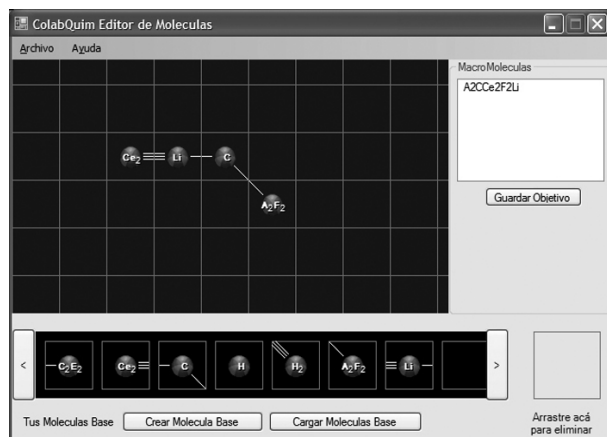 ColabQuim Editor de Moleculas
Archivo Ayuda
MacroMoleculas
A2CCe2F2Li
Guardar Objetivo
Ce₂ Li C
A₂F₂
< C₂E₂ Ce₂ C H H₂ A₂F₂ Li >
Tus Moleculas Base Crear Molecula Base Cargar Moleculas Base
Arrastre acá
para eliminar